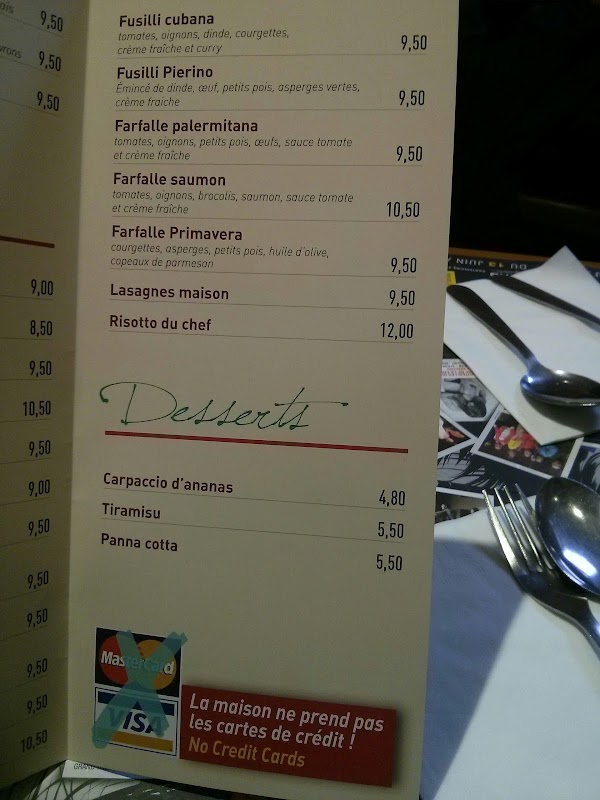 ais
9,50
vrons 9,50
9,50
9,00
8,50
9,50
10,50
9,50
9,00
9,50
9,50
9,50
9,50
9,50
10,50
Fusilli cubana
tomates, oignons, dinde, courgettes,
crème fraîche et curry 9,50
Fusilli Pierino
Émincé de dinde, œuf, petits pois, asperges vertes,
crème fraiche 9,50
Farfalle palermitana
tomates, oignons, petits pois, œufs, sauce tomate
et crème fraîche 9,50
Farfalle saumon
tomates, oignons, brocolis, saumon, sauce tomate
et crème fraîche 10,50
Farfalle Primavera
courgettes, asperges, petits pois, huile d'olive,
copeaux de parmesan 9,50
Lasagnes maison 9,50
Risotto du chef 12,00
Desserts
Carpaccio d'ananas 4,80
Tiramisu 5,50
Panna cotta 5,50
MasterCard
VISA
La maison ne prend pas
les cartes de crédit !
No Credit Cards
DU 13 JUIN